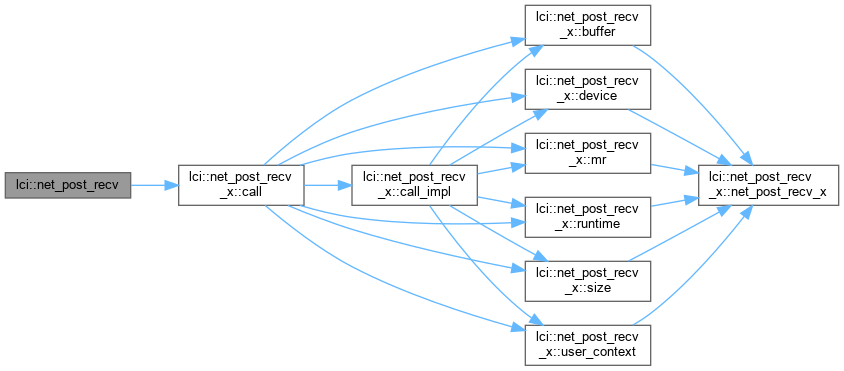 lci::net_post_recv
lci::net_post_recv
_x::call
lci::net_post_recv
_x::call_impl
lci::net_post_recv
_x::buffer
lci::net_post_recv
_x::device
lci::net_post_recv
_x::mr
lci::net_post_recv
_x::runtime
lci::net_post_recv
_x::size
lci::net_post_recv
_x::user_context
lci::net_post_recv
_x::net_post_recv_x